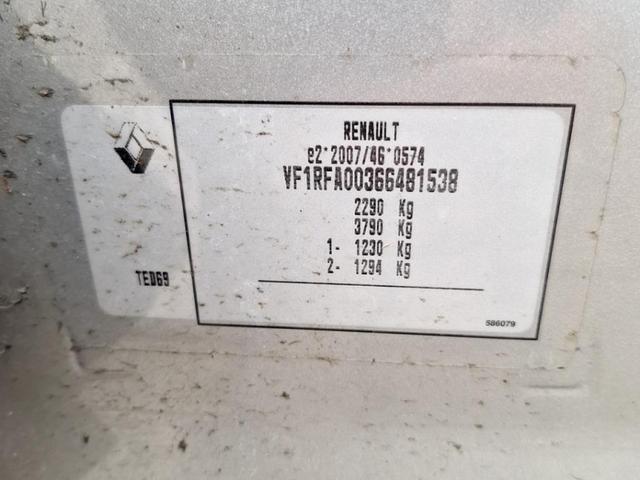 RENAULT
e2*2007/46*0574
VF1RFA00366481538
2290 Kg
3790 Kg
1- 1230 Kg
2- 1294 Kg
TED69
586079